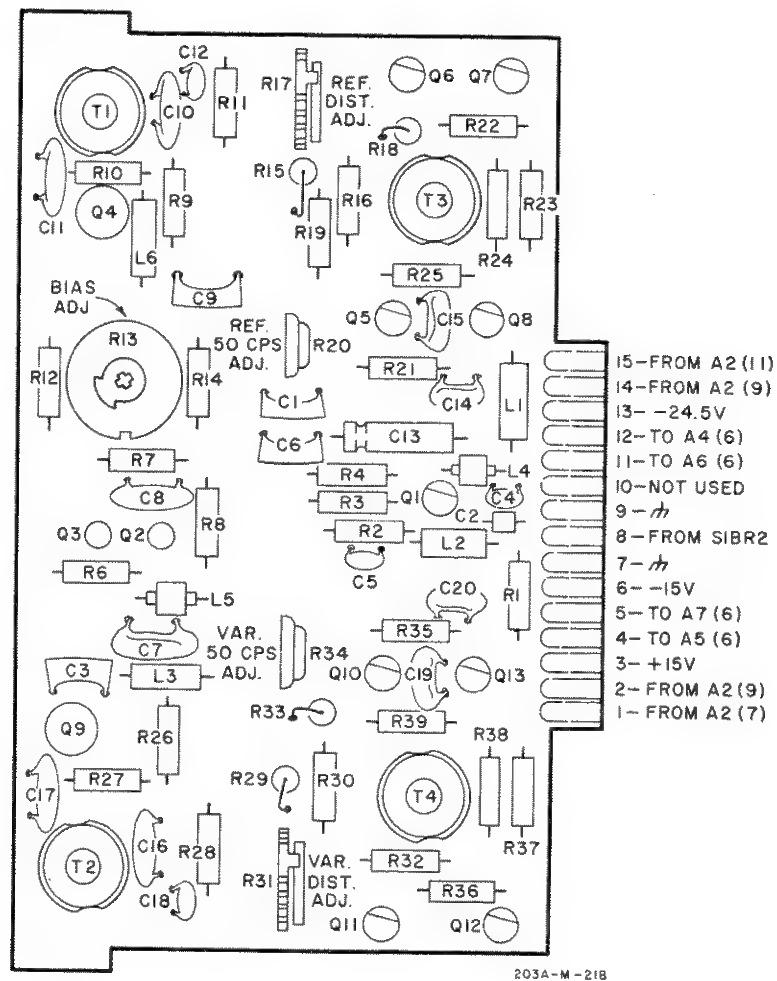 C12
R17
REF.
DIST.
ADJ.
Q6
Q7
T1
C10
R11
R18
R22
R10
R9
R15
R16
T3
R23
C11
Q4
L6
R19
R24
R25
BIAS
ADJ
C9
Q5
C15
Q8
R13
REF.
50 CPS
ADJ.
R20
R12
R14
R21
C14
L1
C1
C6
C13
R7
R4
L4
C8
R8
R3
Q1
C4
C2
Q3
Q2
R2
L2
R6
C5
R1
L5
C20
C7
VAR.
50 CPS
ADJ.
R34
R35
C3
L3
Q10
C19
Q13
Q9
R26
R33
R39
R38
R27
R29
R30
T4
C17
R37
T2
C16
R28
R31
VAR.
DIST.
ADJ.
R32
R36
C18
Q11
Q12
15-FROM A2 (11)
14-FROM A2 (9)
13- -24.5V
12-TO A4 (6)
11-TO A6 (6)
10-NOT USED
9-
8-FROM S1BR2
7-
6- -15V
5-TO A7 (6)
4-TO A5 (6)
3-+15V
2-FROM A2(9)
1-FROM A2 (7)
203A-M-21B